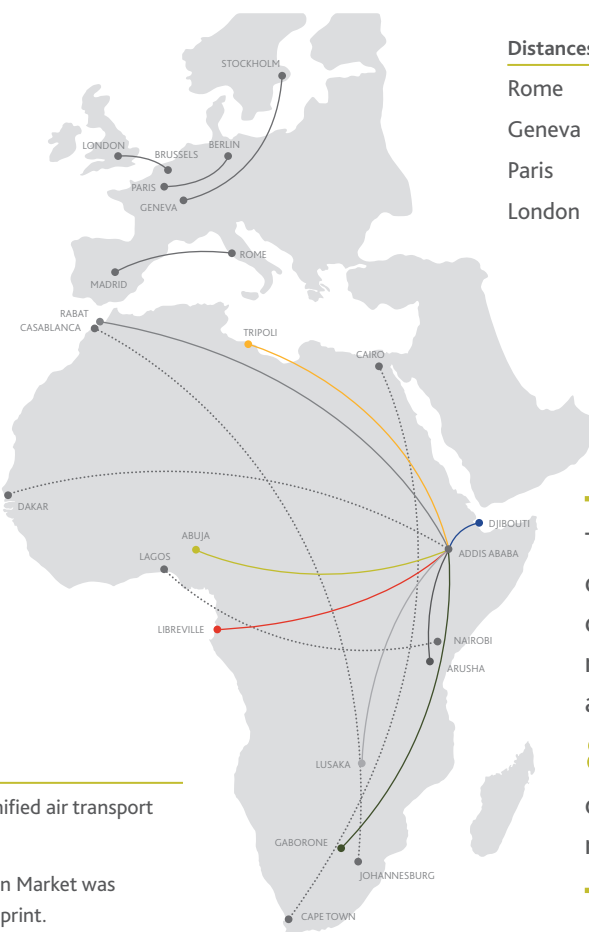 Distances
Rome
Geneva
Paris
London
STOCKHOLM
LONDON
BRUSSELS
BERLIN
PARIS
GENEVA
ROME
MADRID
RABAT
CASABLANCA
TRIPOLI
CAIRO
DAKAR
DJIBOUTI
ABUJA
ADDIS ABABA
LAGOS
LIBREVILLE
NAIROBI
ARUSHA
LUSAKA
GABORONE
JOHANNESBURG
CAPE TOWN
nified air transport
n Market was
print.